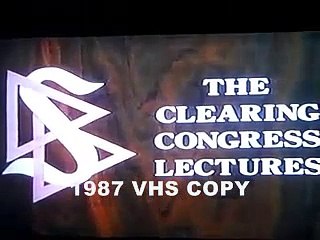 THE
CLEARING
CONGRESS
LECTURES
1987 VHS COPY